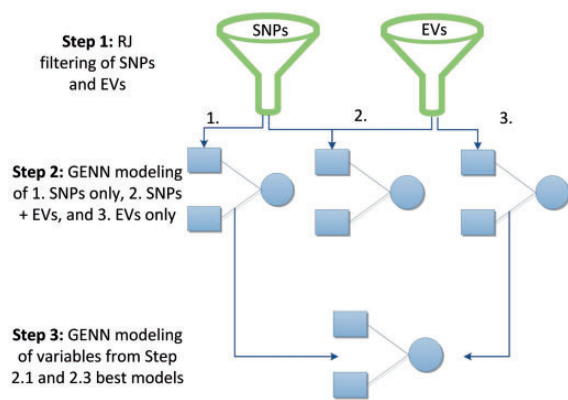 SNPs
EVs
Step 1: RJ
filtering of SNPs
and EVs
1.
2.
3.
Step 2: GENN modeling
of 1. SNPs only, 2. SNPs
+ EVs, and 3. EVs only
Step 3: GENN modeling
of variables from Step
2.1 and 2.3 best models